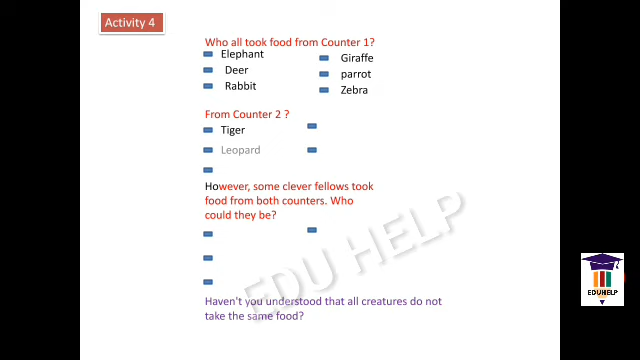 Activity 4
Who all took food from Counter 1?
Elephant
Deer
Rabbit
Giraffe
parrot
Zebra
From Counter 2 ?
Tiger
Leopard
However, some clever fellows took
food from both counters. Who
could they be?
EDU HELP
Haven't you understood that all creatures do not
take the same food?
EDUHELP